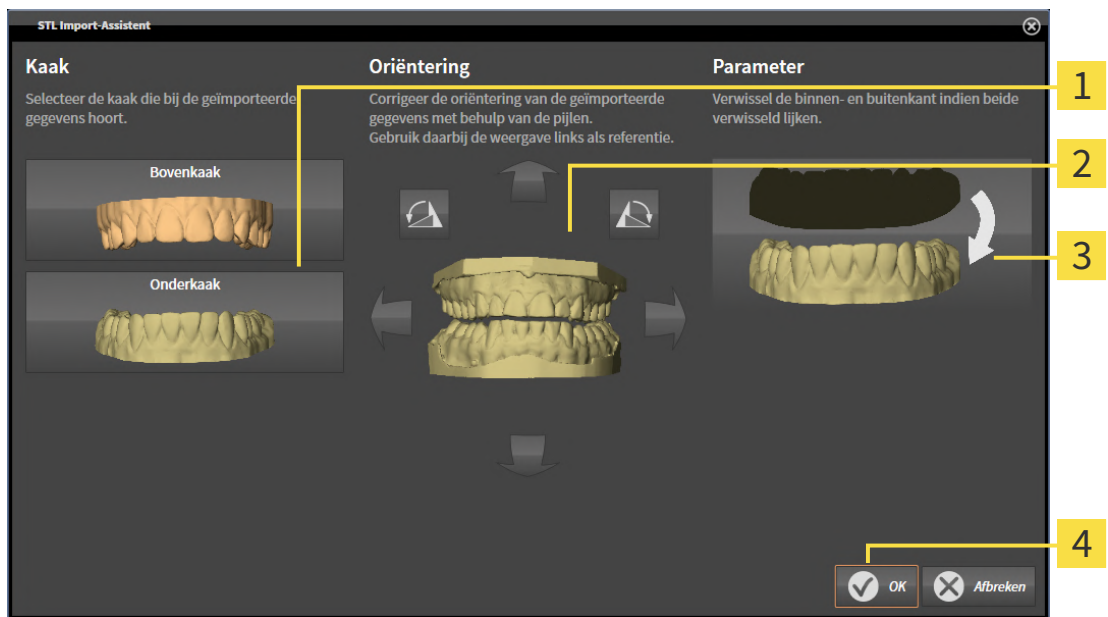 STL Import-Assistent
Kaak
Selecteer de kaak die bij de geïmporteerde
gegevens hoort.
Bovenkaak
Onderkaak
Oriëntering
Corrigeer de oriëntering van de geïmporteerde
gegevens met behulp van de pijlen.
Gebruik daarbij de weergave links als referentie.
Parameter
Verwissel de binnen- en buitenkant indien beide
verwisseld lijken.
1
2
3
4
OK
Afbreken